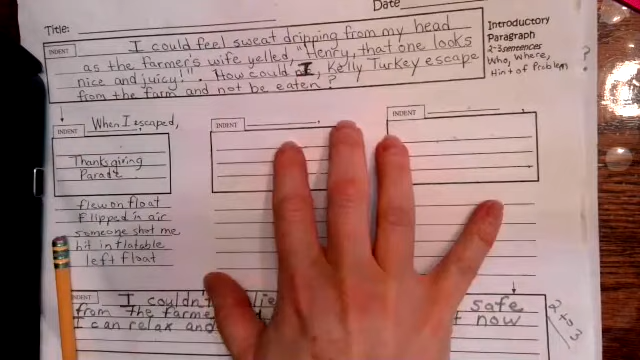 Title:
Date
INDENT I could feel sweat dripping from my head
as the farmer's wife yelled, "Henry, that one looks
nice and juicy!". How could I, Kelly Turkey escape
from the farm and not be eaten?
Introductory
Paragraph
2-3 sentences
Who, Where,
Hint of Problem
?
INDENT When I escaped,
Thanksgiving
Parade
flew on float
Flipped in air
someone shot me
hit inflatable
left float
INDENT
INDENT
INDENT I couldn't safe
from the farme
I can relax and now
2 to 3